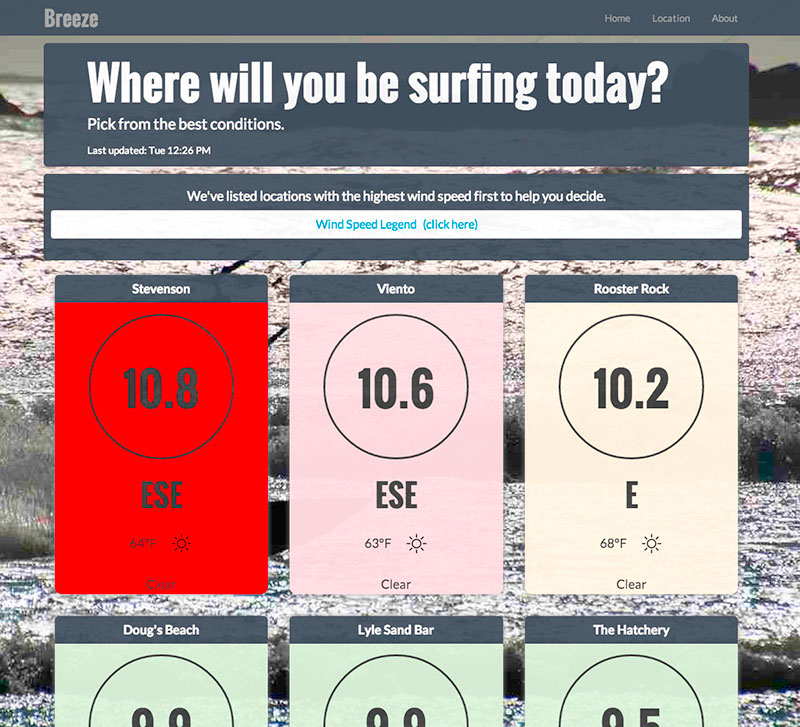 Breeze
Home Location About
Where will you be surfing today?
Pick from the best conditions.
Last updated: Tue 12:26 PM
We've listed locations with the highest wind speed first to help you decide.
Wind Speed Legend (click here)
Stevenson
10.8
ESE
64°F
Clear
Viento
10.6
ESE
63°F
Clear
Rooster Rock
10.2
E
68°F
Clear
Doug's Beach
Lyle Sand Bar
The Hatchery